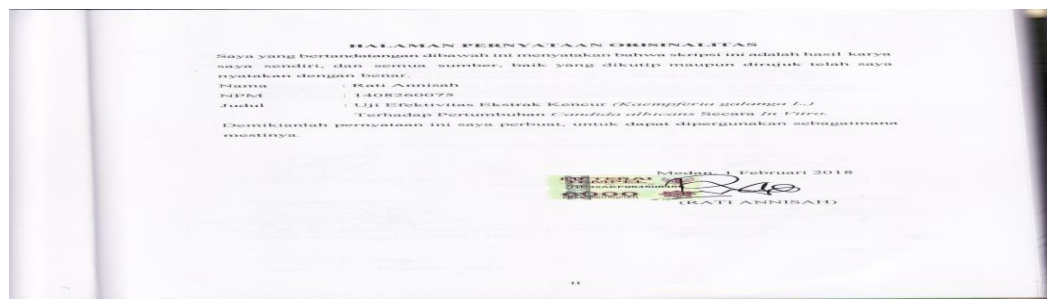 HALAMAN PERNYATAAN ORISINALITAS
Saya yang bertandatangan dibawah ini menyatakan bahwa skripsi ini adalah hasil karya
saya sendiri, dan semua sumber, baik yang dikutip maupun dirujuk telah saya
nyatakan dengan benar.
Nama : Rati Annisah
NPM : 1408260075
Judul : Uji Efektivitas Ekstrak Kencur (Kaempferia galanga L.)
Terhadap Pertumbuhan Candida albicans Secara In Vitro.
Demikianlah pernyataan ini saya perbuat, untuk dapat dipergunakan sebagaimana
mestinya.
Medan, 1 Februari 2018
METERAI
TEMPEL
6000
(RATI ANNISAH)
ii